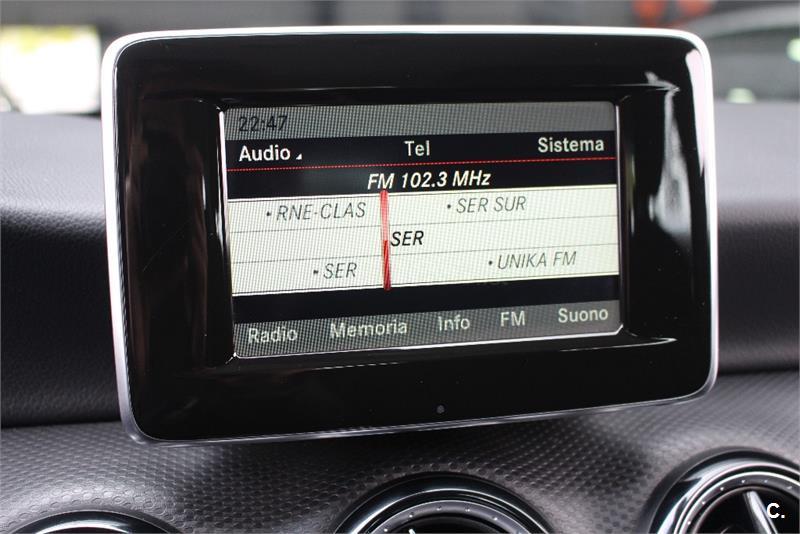 22:47
Audio Tel Sistema
FM 102.3 MHz
• RNE-CLAS • SER SUR
SER
• SER • UNIKA FM
Radio Memoria Info FM Suono
C.